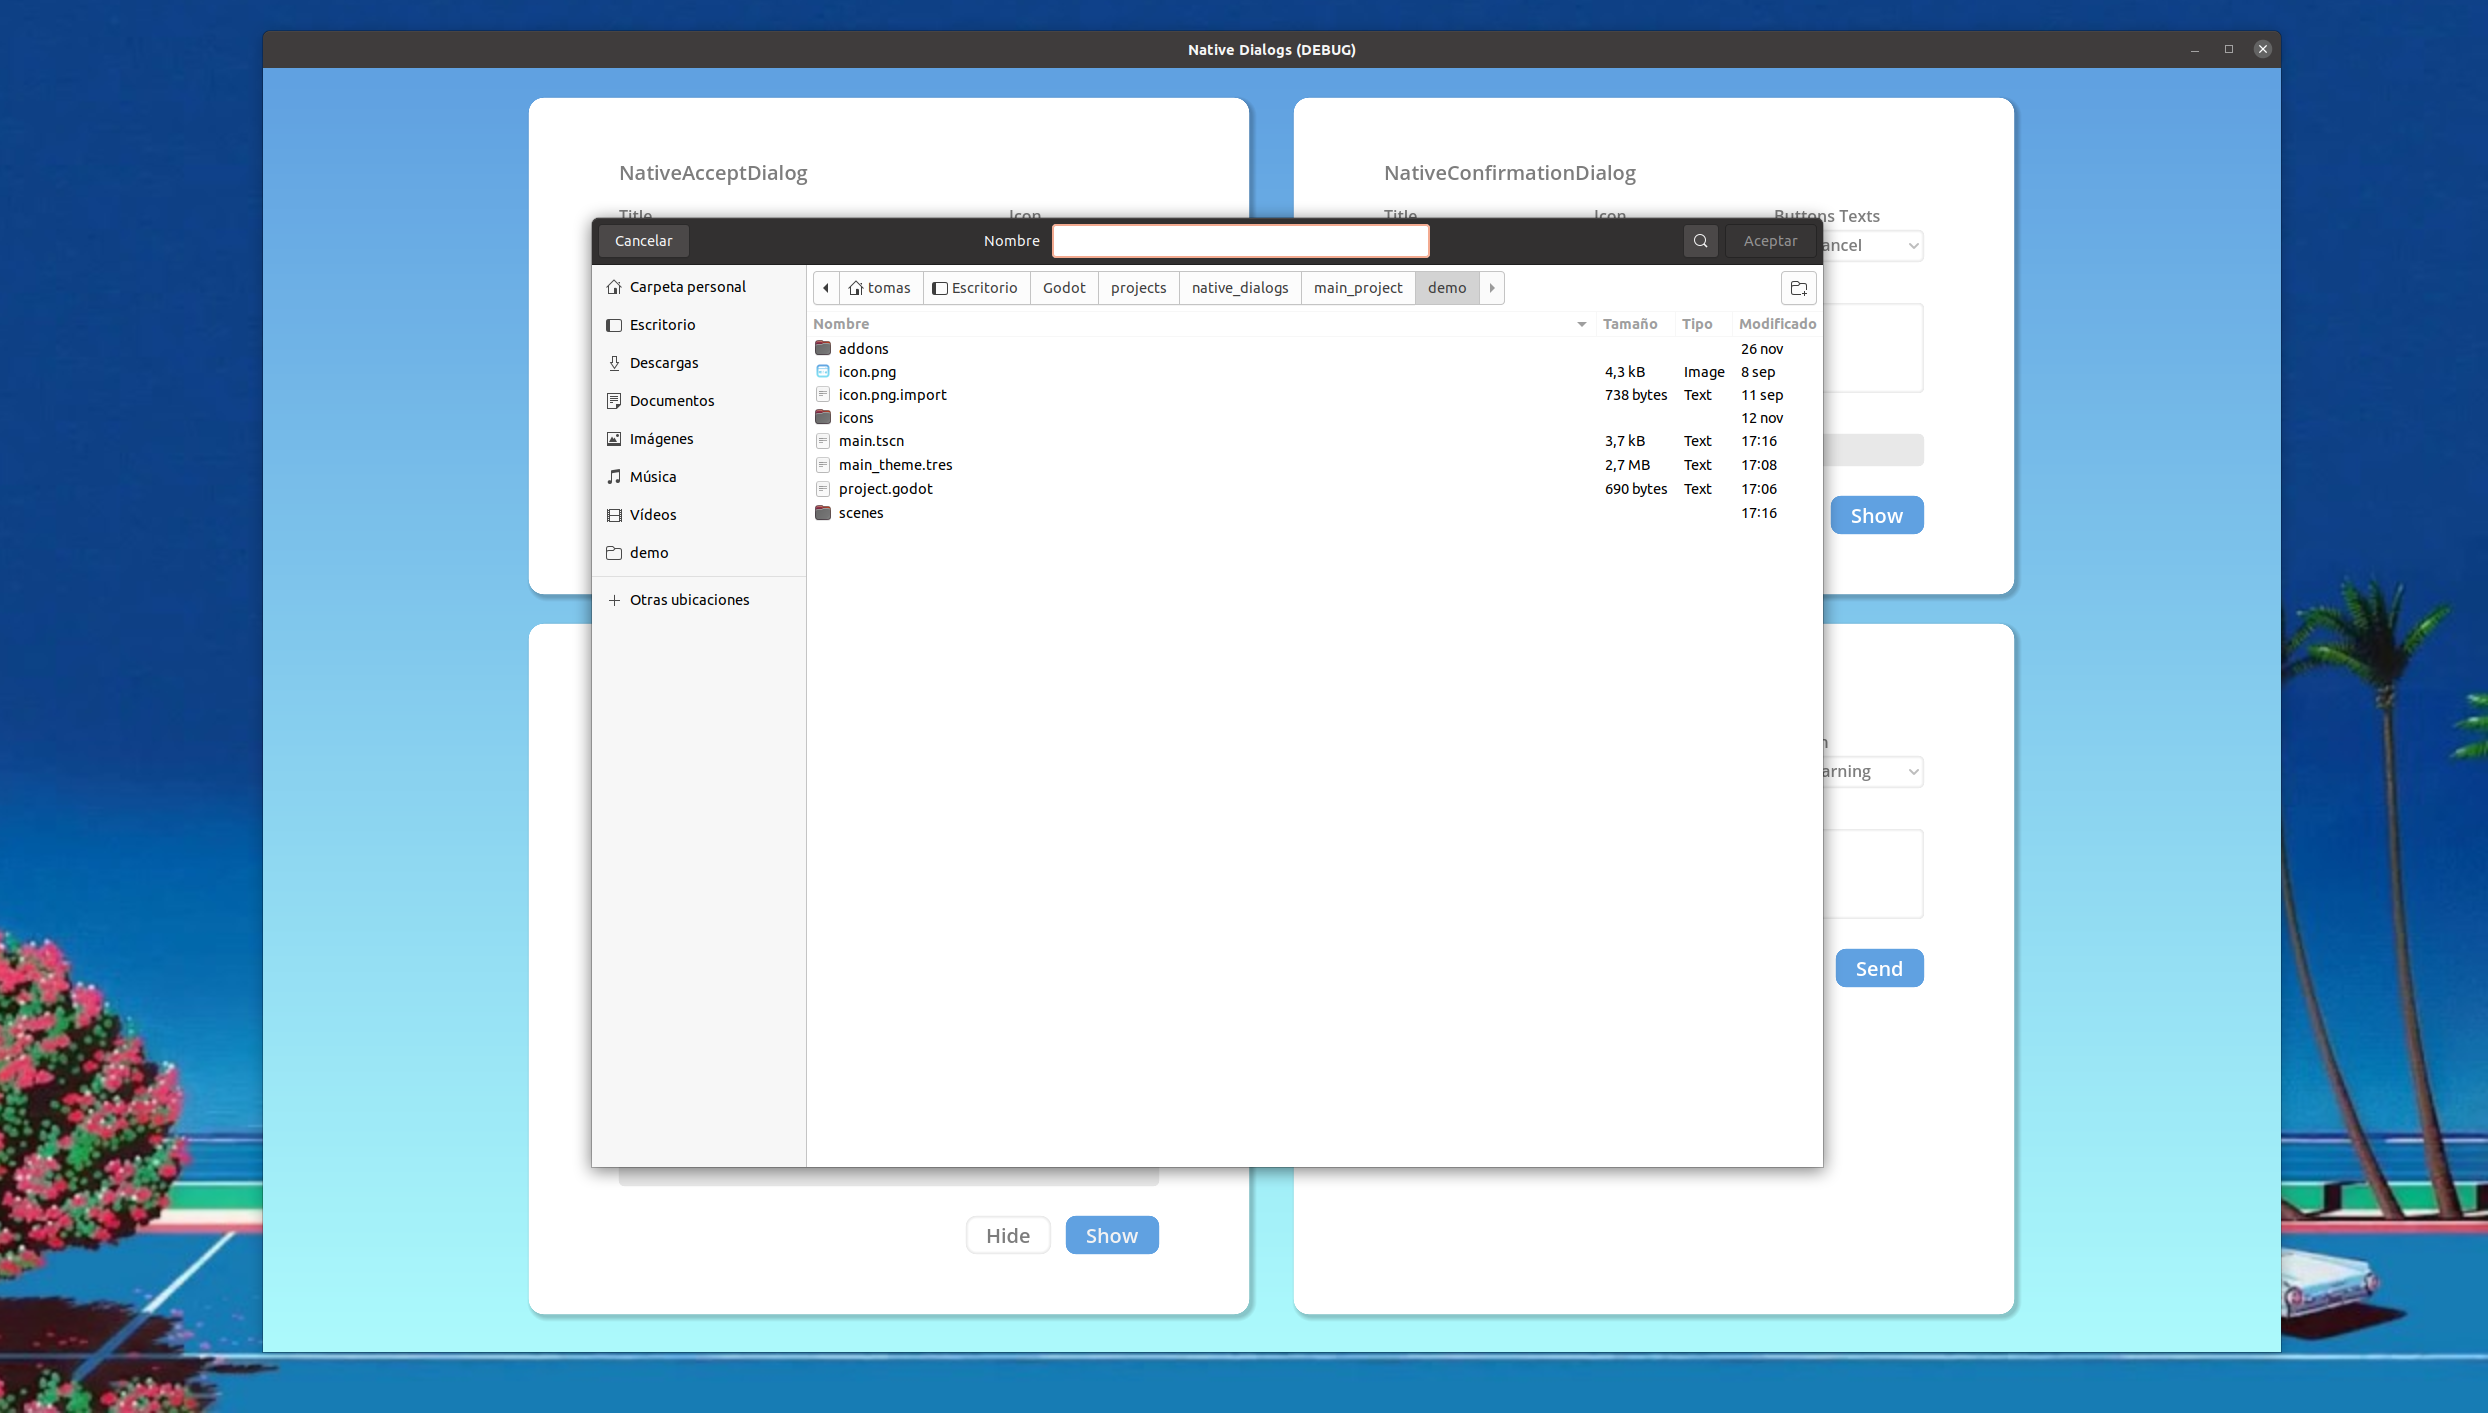 Native Dialogs (DEBUG)
NativeAcceptDialog
NativeConfirmationDialog
Title Icon
Title Icon Buttons Texts
Cancelar Nombre Aceptar
ancel
Carpeta personal
Escritorio
Descargas
Documentos
Imágenes
Música
Vídeos
demo
Otras ubicaciones
tomas Escritorio Godot projects native_dialogs main_project demo
Nombre Tamaño Tipo Modificado
addons 26 nov
icon.png 4,3 kB Image 8 sep
icon.png.import 738 bytes Text 11 sep
icons 12 nov
main.tscn 3,7 kB Text 17:16
main_theme.tres 2,7 MB Text 17:08
project.godot 690 bytes Text 17:06
scenes 17:16
Show
arning
Send
Hide Show